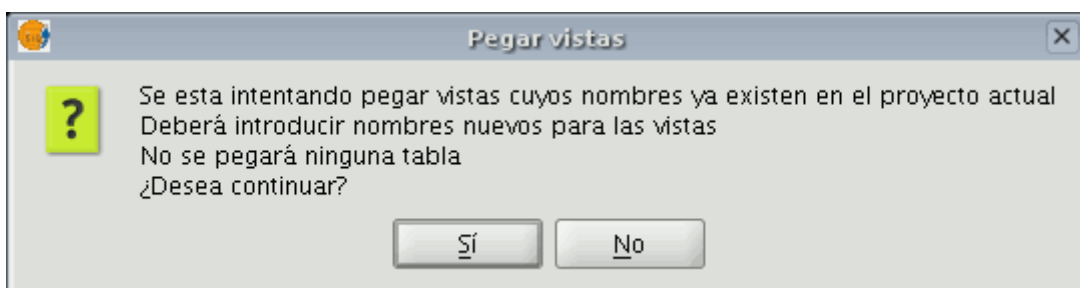 Pegar vistas
Se esta intentando pegar vistas cuyos nombres ya existen en el proyecto actual
Deberá introducir nombres nuevos para las vistas
No se pegará ninguna tabla
¿Desea continuar?
Sí
No